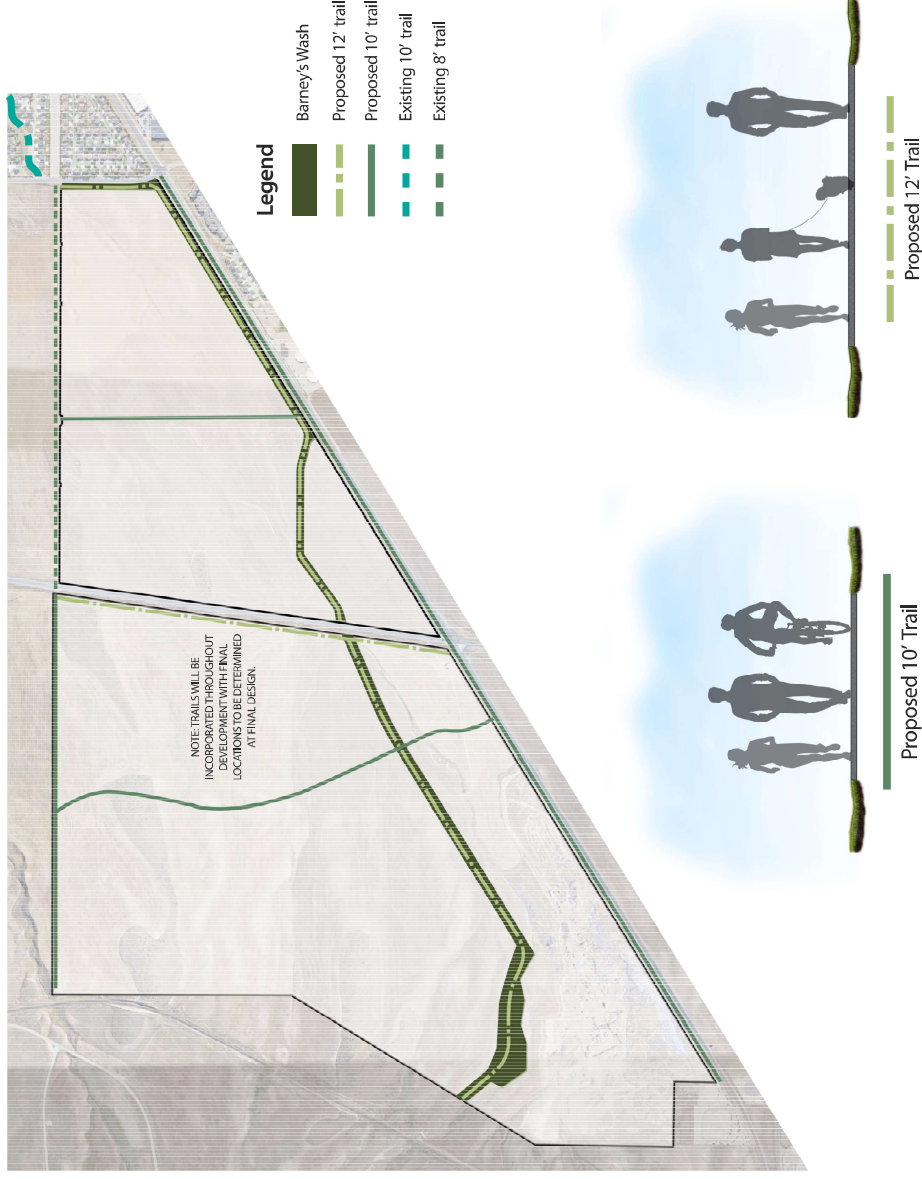 NOTE: TRAILS WILL BE
INCORPORATED THROUGHOUT
DEVELOPMENT WITH FINAL
LOCATIONS TO BE DETERMINED
AT FINAL DESIGN.
Legend
Barney's Wash
Proposed 12' trail
Proposed 10' trail
Existing 10' trail
Existing 8' trail
Proposed 10' Trail
Proposed 12' Trail